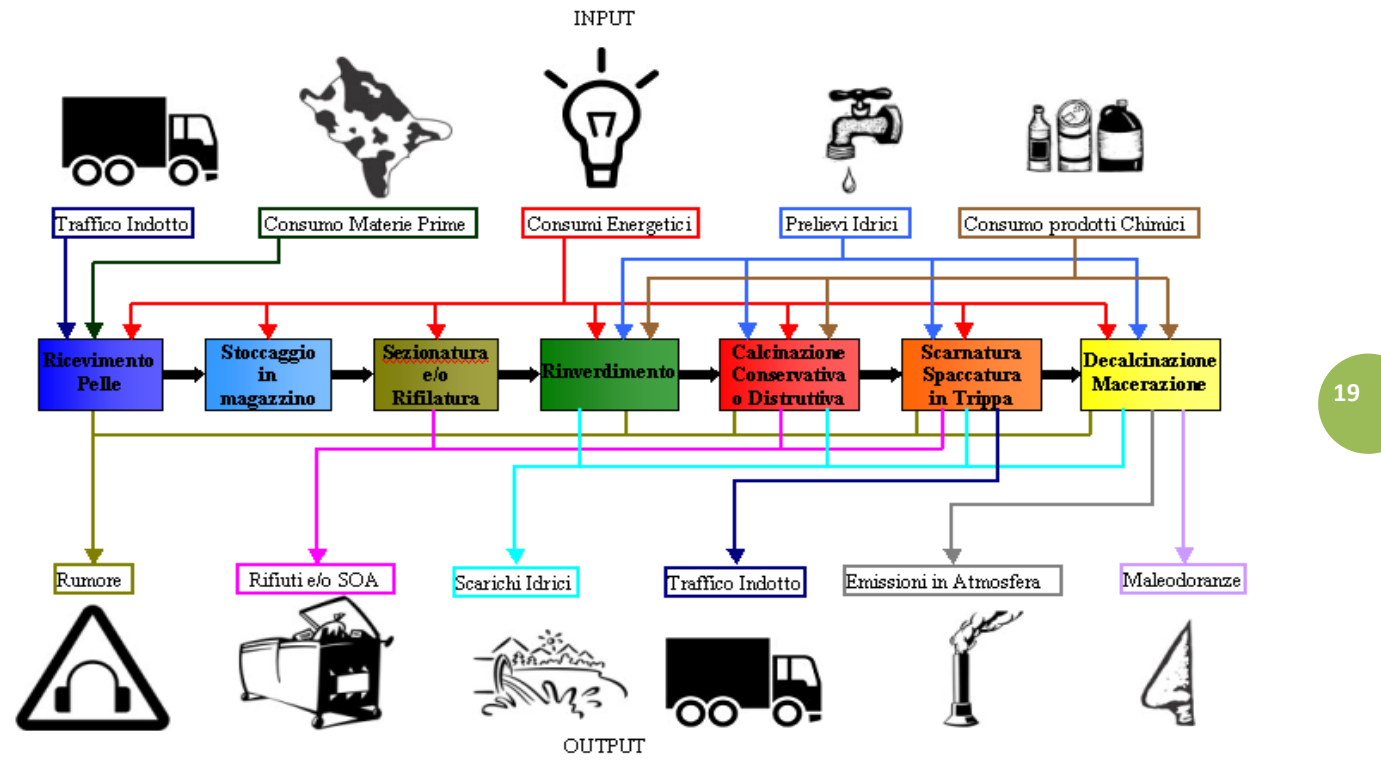 INPUT
Traffico Indotto
Consumo Materie Prime
Consumi Energetici
Prelievi Idrici
Consumo prodotti Chimici
Ricevimento
Pelle
Stoccaggio
in
magazzino
Sezionatura
e/o
Rifilatura
Rinverdimento
Calcinazione
Conservativa
o Distruttiva
Scarnatura
Spaccatura
in Trippa
Decalcinazione
Macerazione
19
Rumore
Rifiuti e/o SOA
Scarichi Idrici
Traffico Indotto
Emissioni in Atmosfera
Maleodoranze
OUTPUT